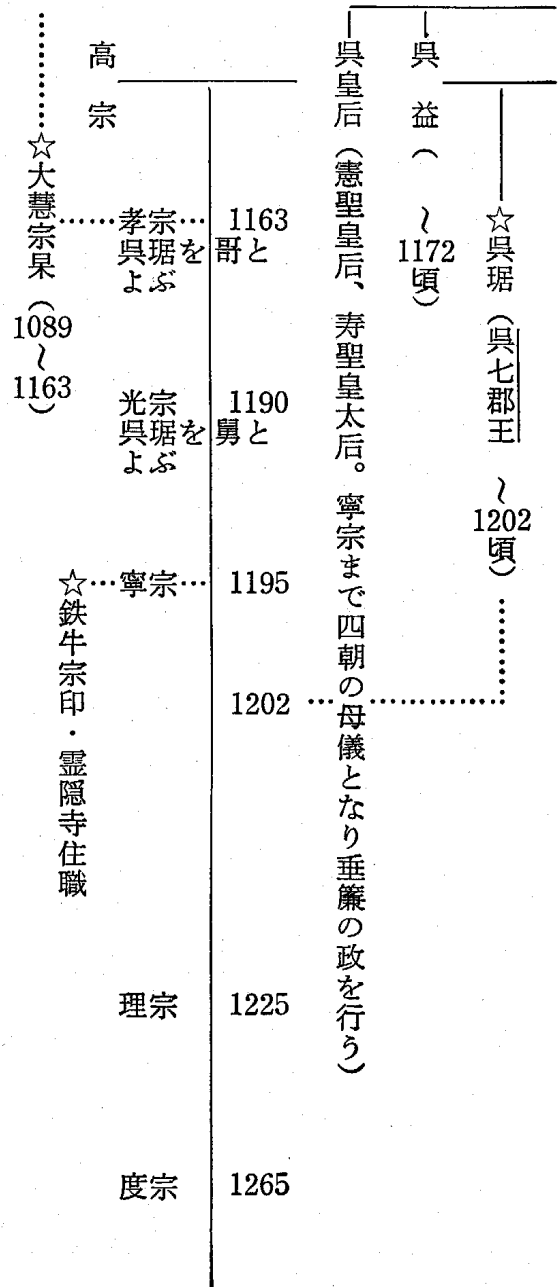 ☆呉琚（呉七郡王　～1202頃）
呉益（　～1172頃）
呉皇后（憲聖皇后、寿聖皇太后。寧宗まで四朝の母儀となり垂簾の政を行う）
1163
1190
1195
1202
1225
1265
高宗
孝宗
呉琚を哥と
よぶ
光宗
呉琚を舅と
よぶ
寧宗
理宗
度宗
☆鉄牛宗印・霊隠寺住職
☆大慧宗杲（1089～1163）